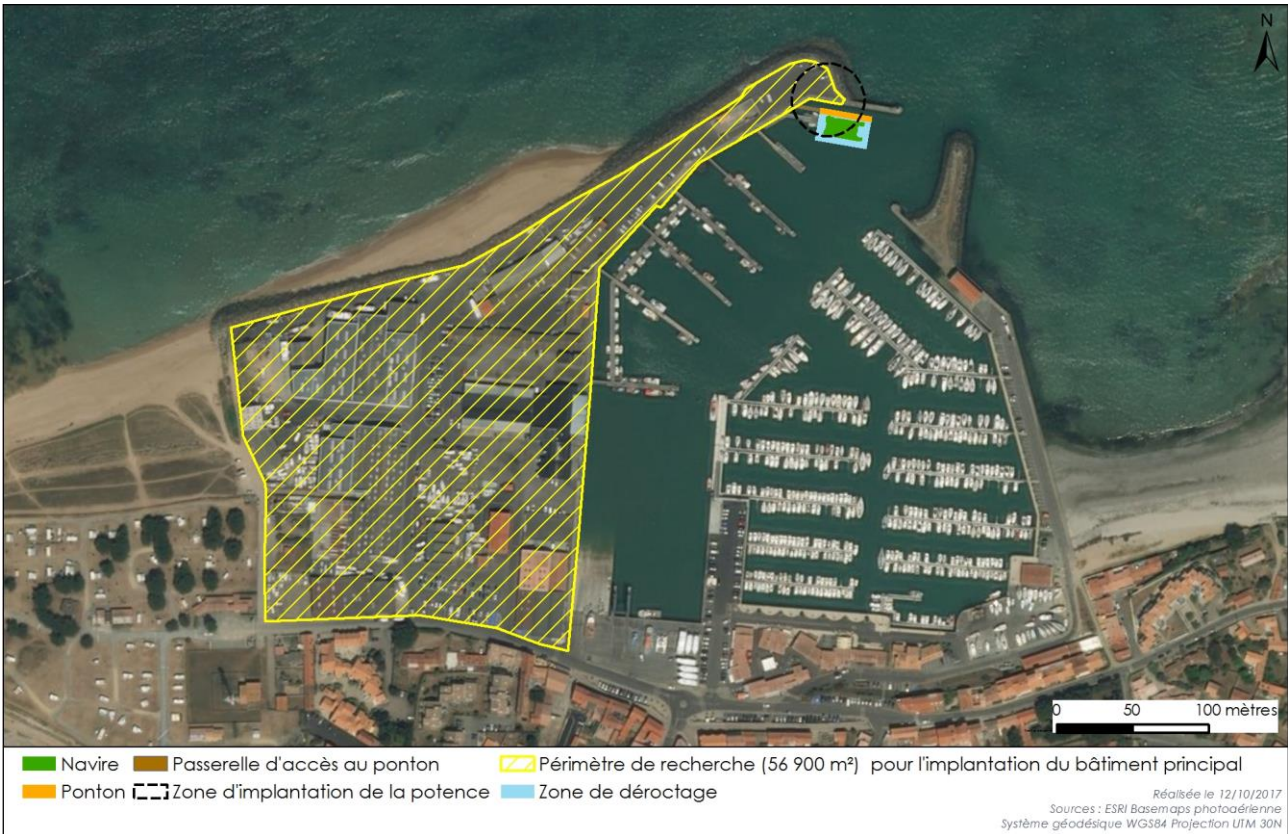 N
0 50 100 mètres
Navire Passerelle d'accès au ponton Périmètre de recherche (56 900 m²) pour l'implantation du bâtiment principal
Ponton Zone d'implantation de la potence Zone de déroctage
Réalisée le 12/10/2017
Sources : ESRI Basemaps photoaérienne
Système géodésique WGS84 Projection UTM 30N